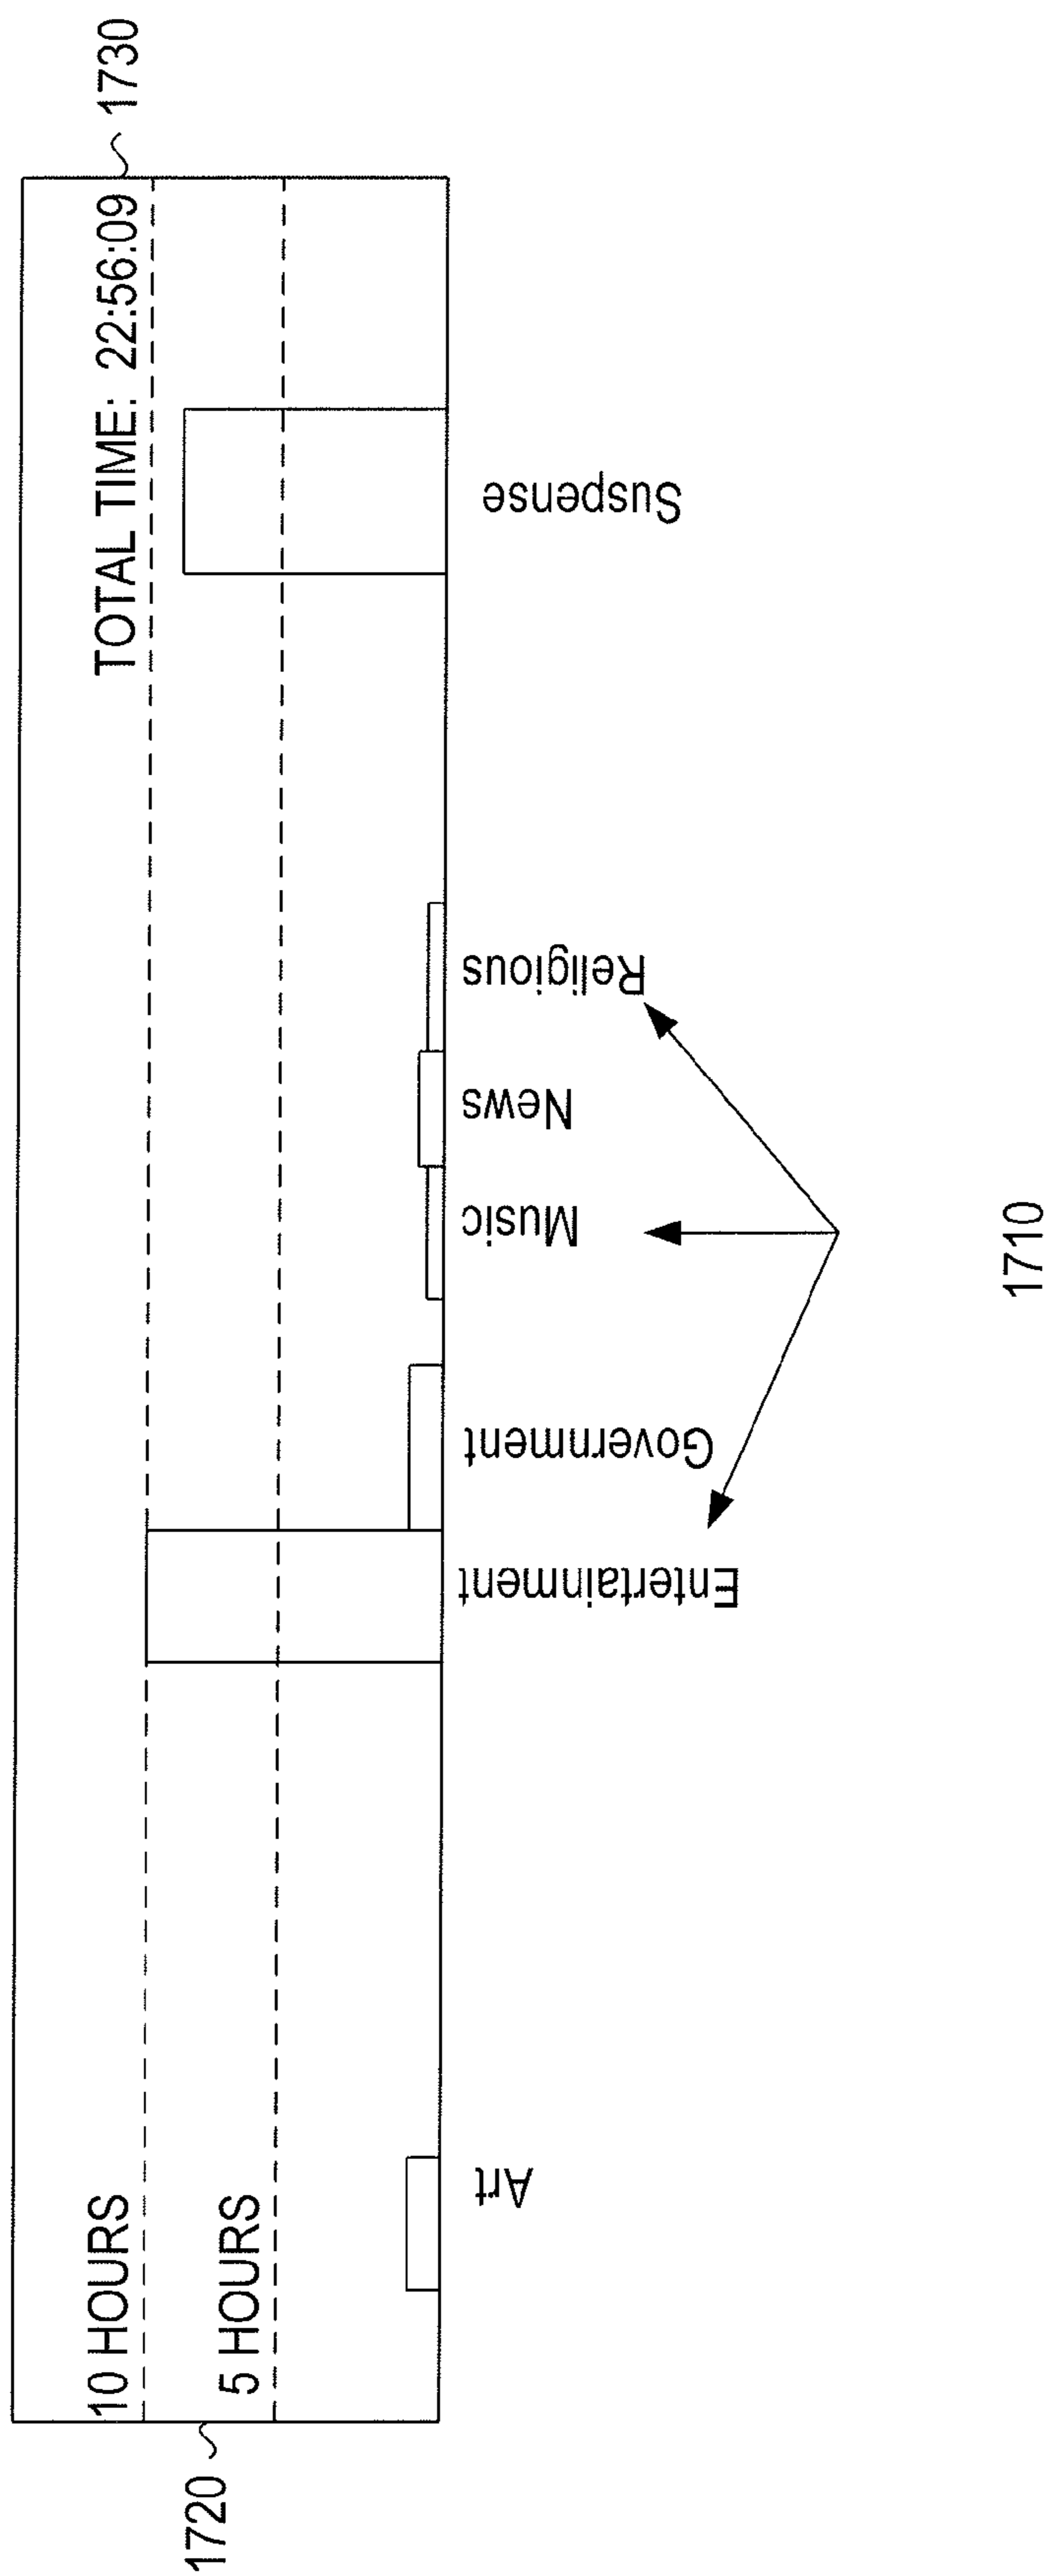 1730
TOTAL TIME: 22:56:09
10 HOURS
5 HOURS
1720
Art
Entertainment
Government
Music
News
Religious
Suspense
1710